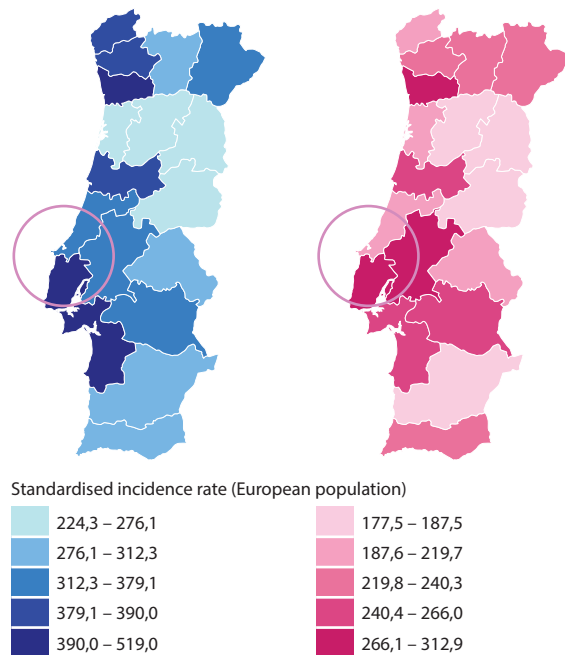 Standardised incidence rate (European population)
224,3 – 276,1
276,1 – 312,3
312,3 – 379,1
379,1 – 390,0
390,0 – 519,0
177,5 – 187,5
187,6 – 219,7
219,8 – 240,3
240,4 – 266,0
266,1 – 312,9